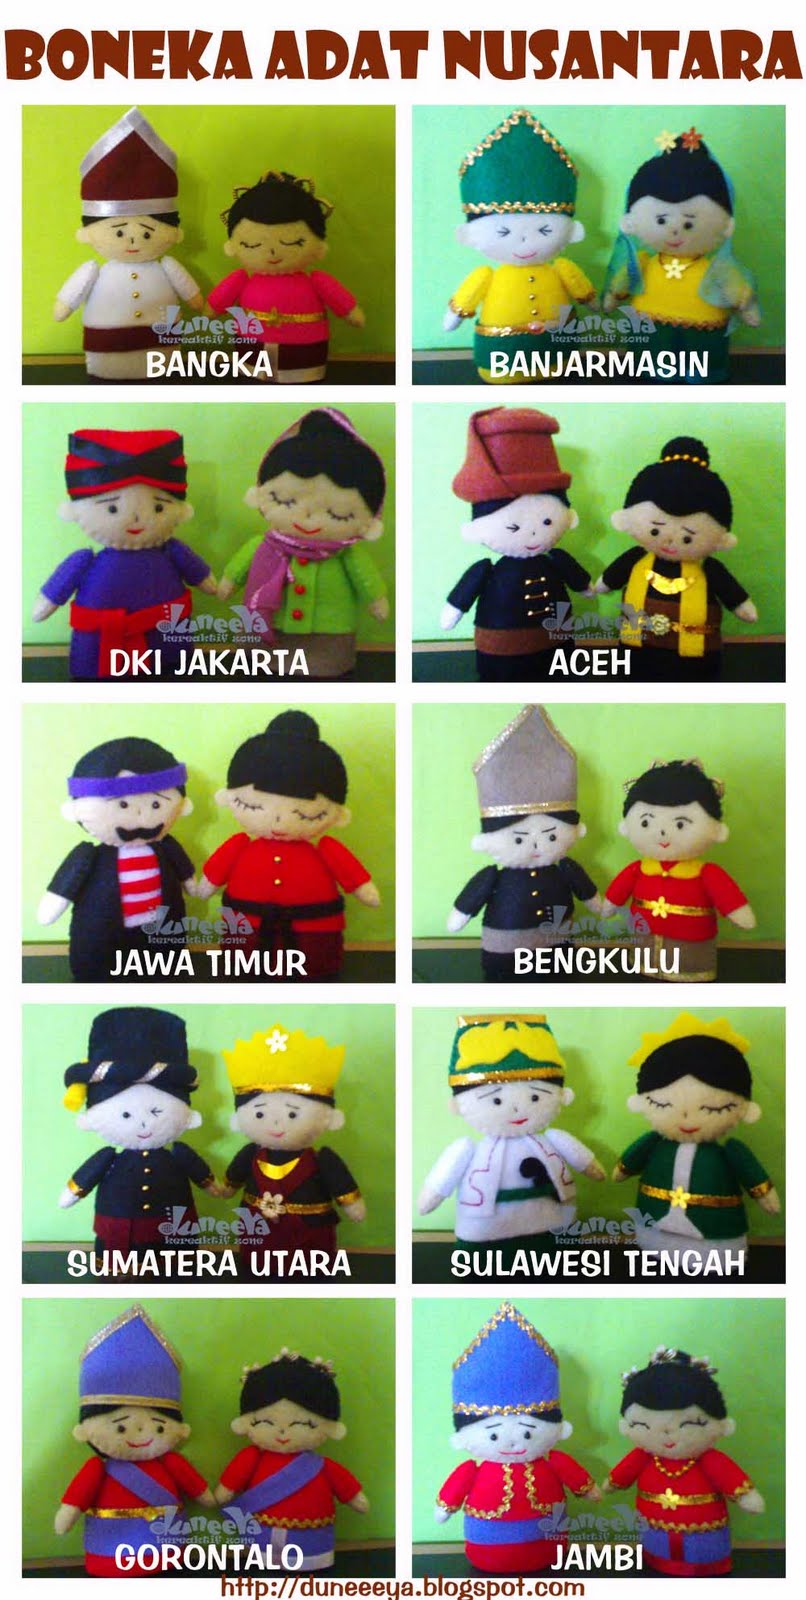 BONEKA ADAT NUSANTARA
duneeya
kereaktif zone
BANGKA
duneeya
kereaktif zone
BANJARMASIN
duneeya
kereaktif zone
DKI JAKARTA
duneeya
kereaktif zone
ACEH
duneeya
kereaktif zone
JAWA TIMUR
duneeya
kereaktif zone
BENGKULU
duneeya
kereaktif zone
SUMATERA UTARA
duneeya
kereaktif zone
SULAWESI TENGAH
duneeya
kereaktif zone
GORONTALO
duneeya
kereaktif zone
JAMBI
http://duneeeya.blogspot.com